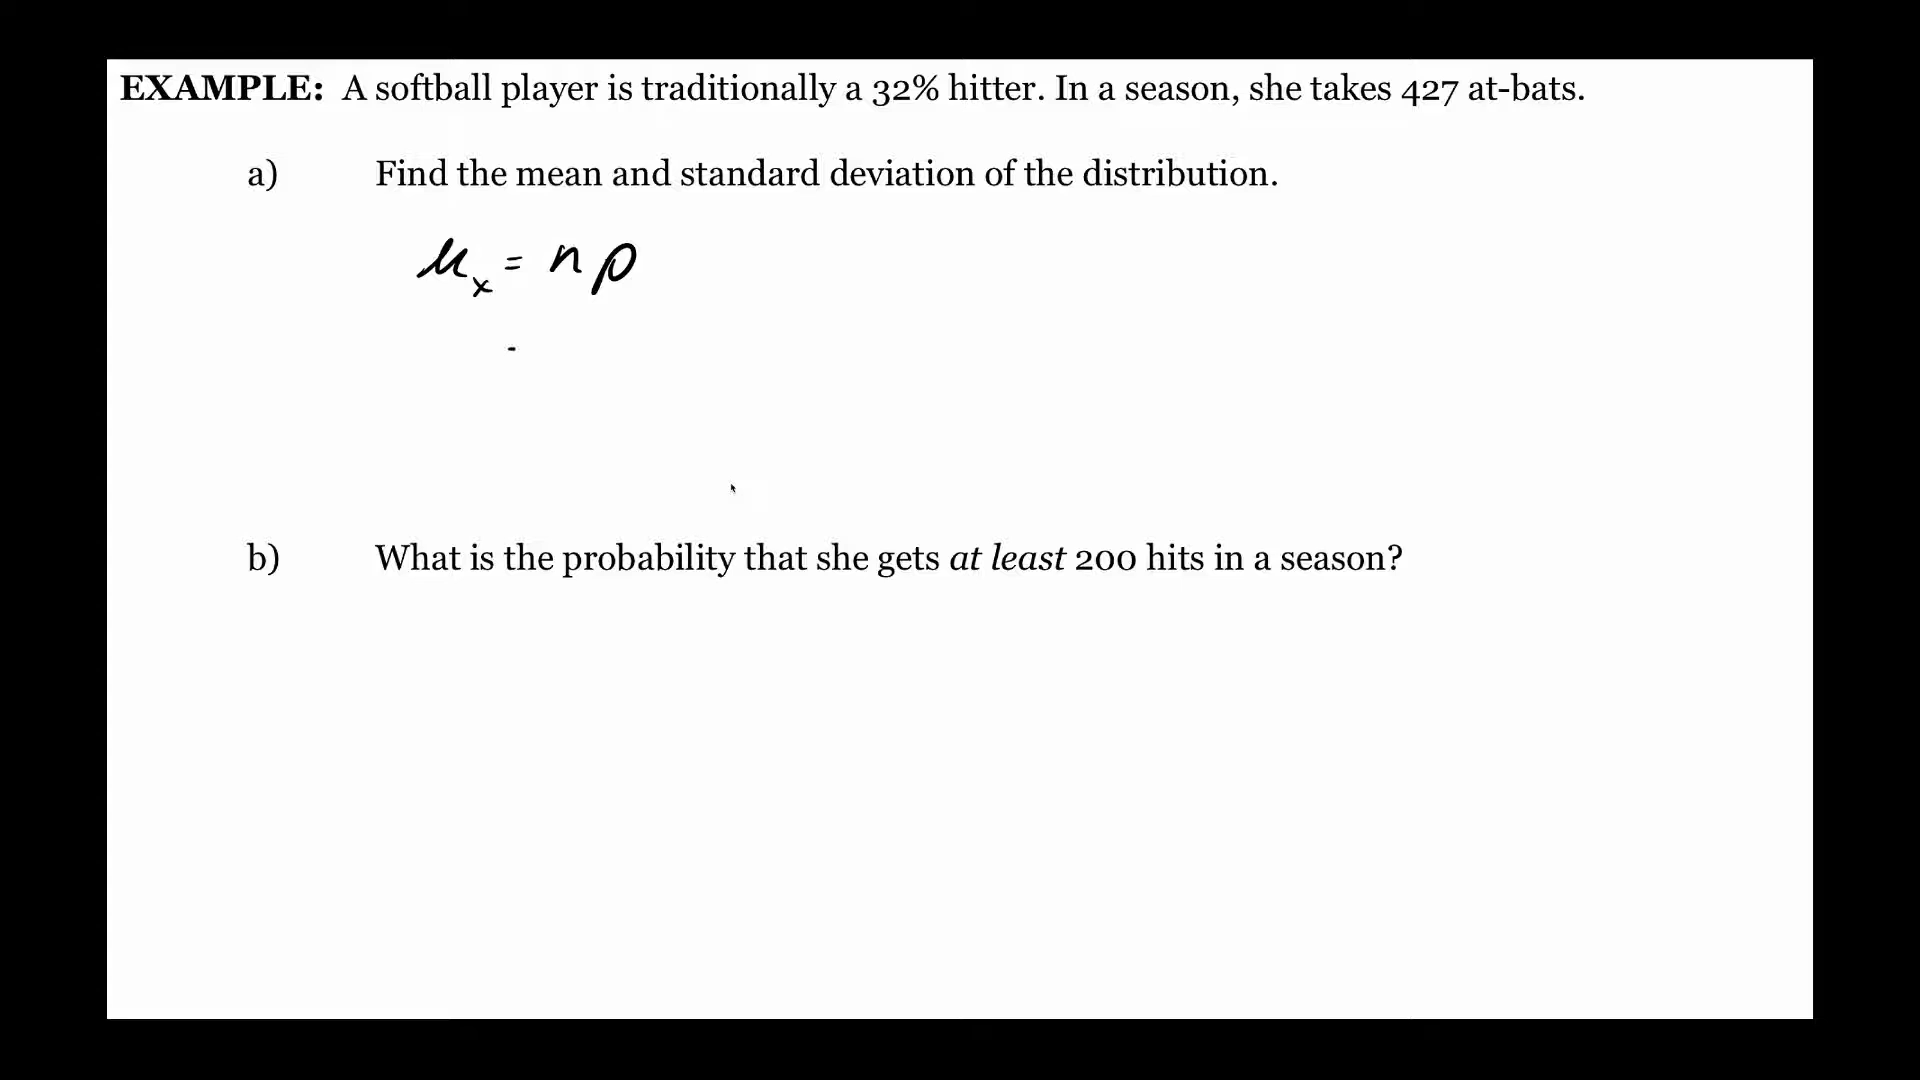 EXAMPLE: A softball player is traditionally a 32% hitter. In a season, she takes 427 at-bats.
a) Find the mean and standard deviation of the distribution.
μₓ = np
-
b) What is the probability that she gets at least 200 hits in a season?